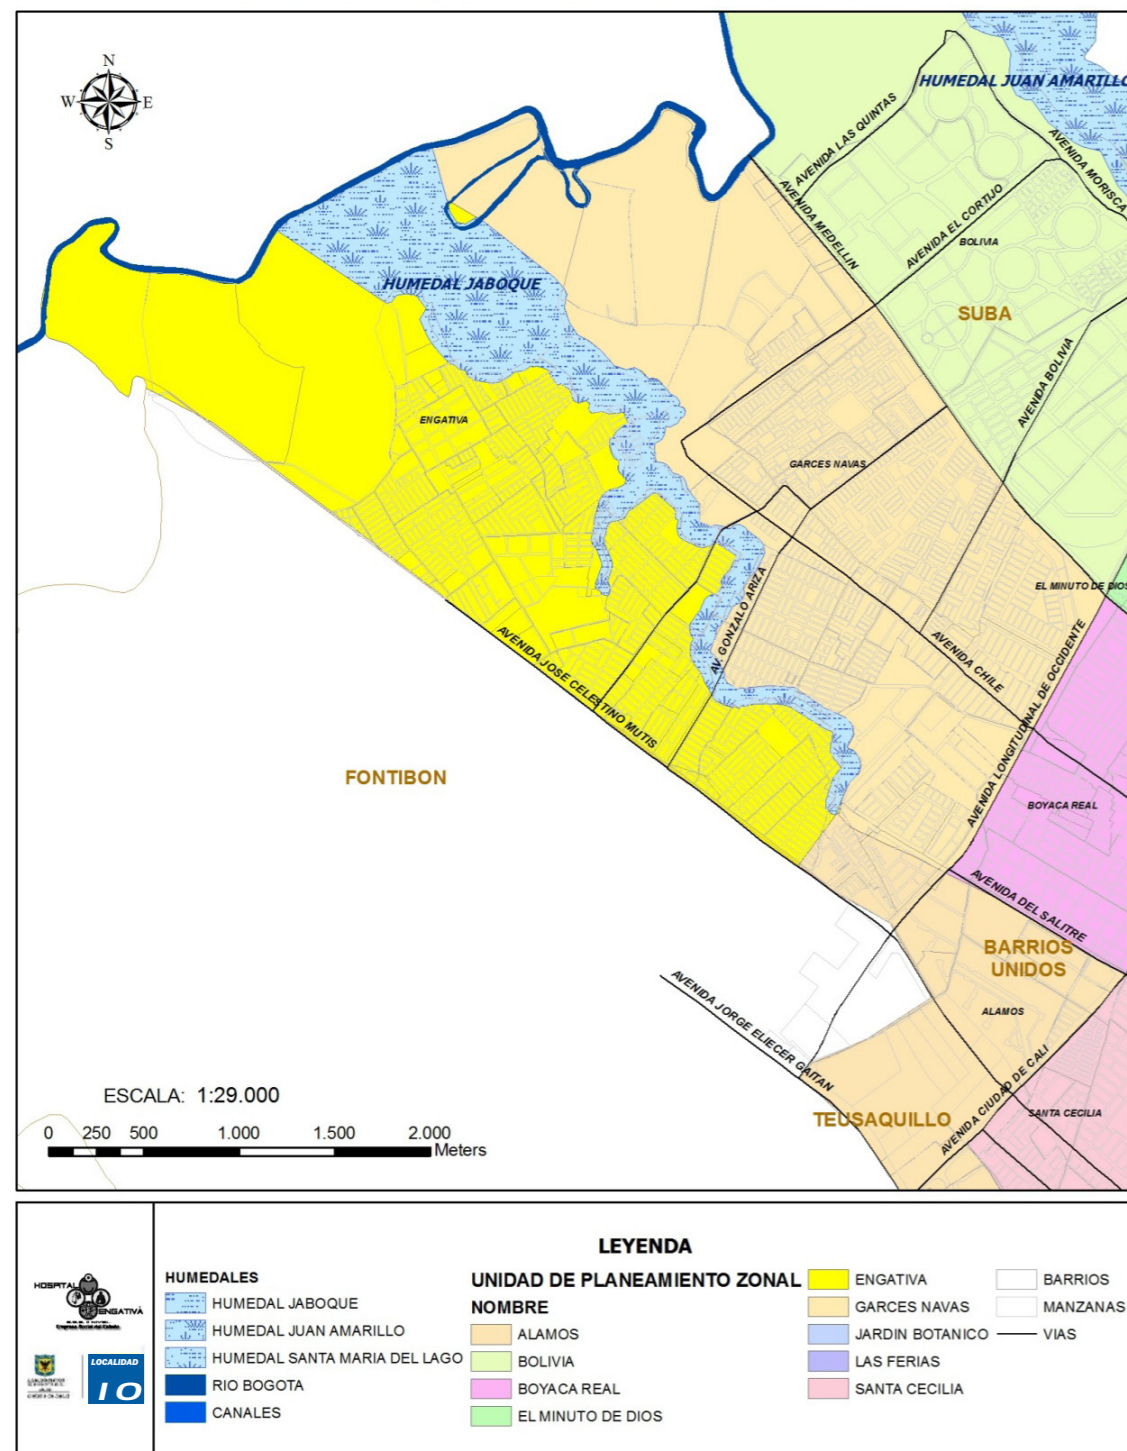 N
W
E
S
HUMEDAL JUAN AMARILLO
AVENIDA LAS QUINTAS
AVENIDA MORISCA
AVENIDA MEDELLIN
AVENIDA EL CORTIJO
BOLIVIA
HUMEDAL JABOQUE
SUBA
AVENIDA BOLIVIA
ENGATIVA
GARCES NAVAS
EL MINUTO DE DIOS
AV. GONZALO ARIZA
AVENIDA CHILE
AVENIDA JOSE CELESTINO MUTIS
AVENIDA LONGITUDINAL DE OCCIDENTE
FONTIBON
BOYACA REAL
AVENIDA DEL SALITRE
BARRIOS
UNIDOS
AVENIDA JORGE ELIECER GAITAN
ALAMOS
AVENIDA CIUDAD DE CALI
TEUSAQUILLO
SANTA CECILIA
ESCALA: 1:29.000
0 250 500 1.000 1.500 2.000
Meters
LEYENDA
HUMEDALES
HUMEDAL JABOQUE
HUMEDAL JUAN AMARILLO
HUMEDAL SANTA MARIA DEL LAGO
RIO BOGOTA
CANALES
UNIDAD DE PLANEAMIENTO ZONAL
NOMBRE
ALAMOS
BOLIVIA
BOYACA REAL
EL MINUTO DE DIOS
ENGATIVA
GARCES NAVAS
JARDIN BOTANICO
LAS FERIAS
SANTA CECILIA
BARRIOS
MANZANAS
VIAS
HOSPITAL
ENGATIVÁ
Empresa Social del Estado
LOCALIDAD
10